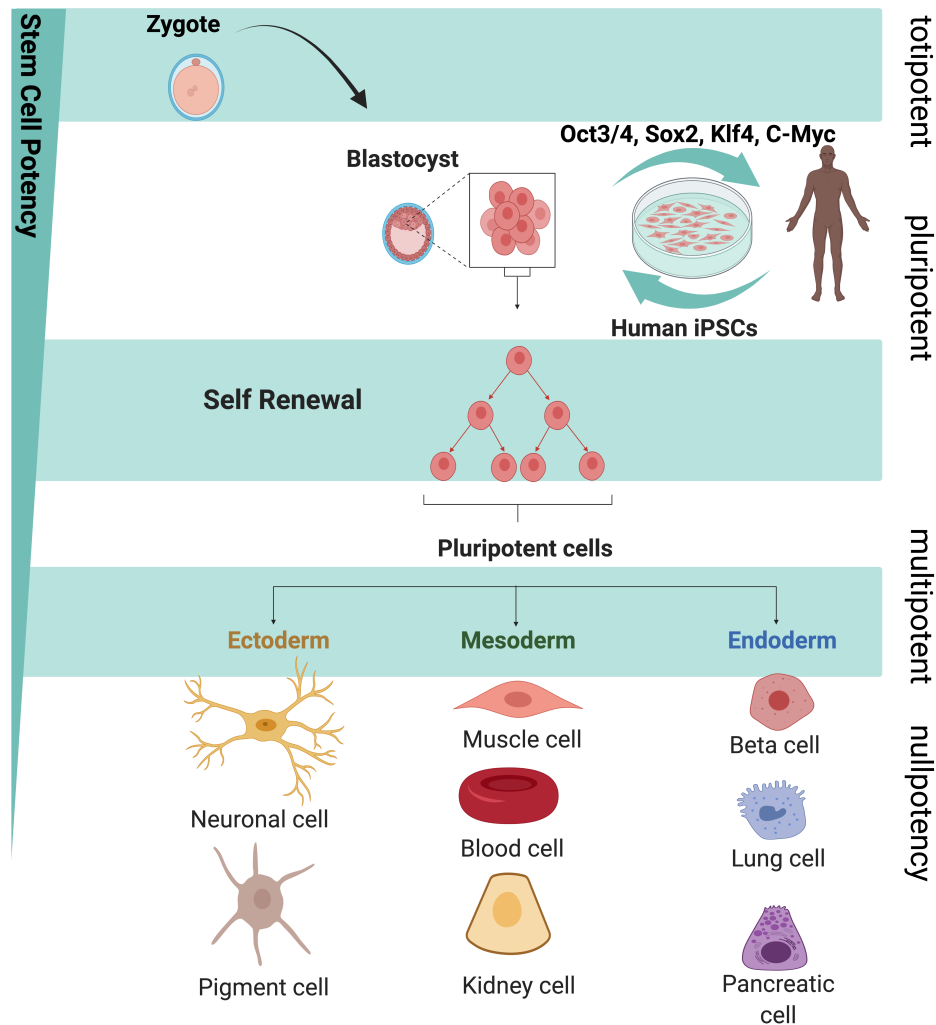 Stem Cell Potency
Zygote
totipotent
Oct3/4, Sox2, Klf4, C-Myc
Blastocyst
pluripotent
Human iPSCs
Self Renewal
Pluripotent cells
multipotent
Ectoderm
Mesoderm
Endoderm
nullpotency
Neuronal cell
Muscle cell
Beta cell
Blood cell
Lung cell
Pigment cell
Kidney cell
Pancreatic
cell